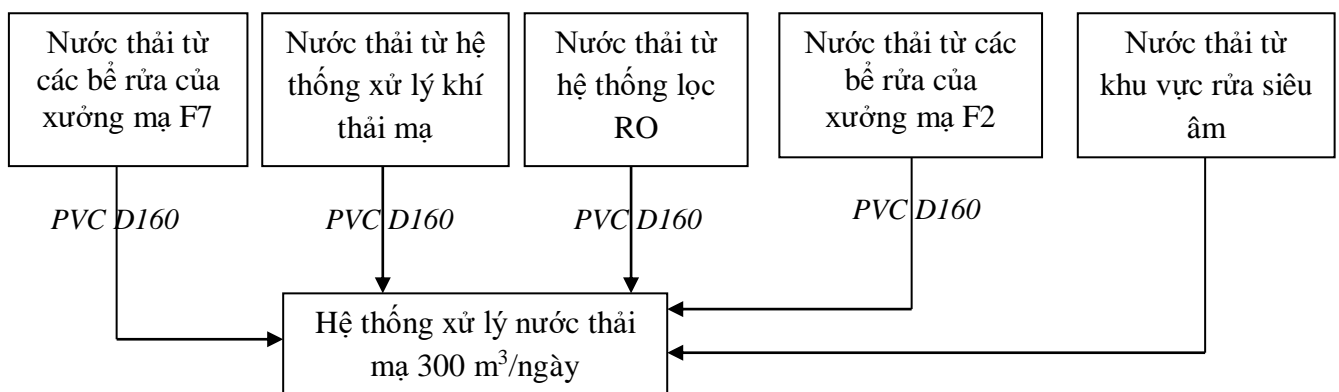 Nước thải từ
các bể rửa của
xưởng mạ F7
Nước thải từ hệ
thống xử lý khí
thải mạ
Nước thải từ
hệ thống lọc
RO
Nước thải từ các
bể rửa của
xưởng mạ F2
Nước thải từ
khu vực rửa siêu
âm
PVC D160
PVC D160
PVC D160
PVC D160
Hệ thống xử lý nước thải
mạ 300 m³/ngày